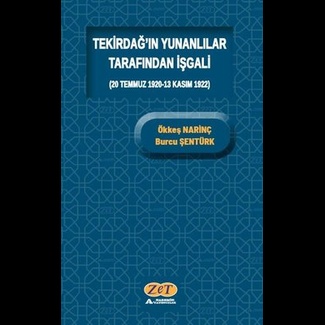 TEKİRDAĞ'IN YUNANLILAR
TARAFINDAN İŞGALİ
(20 TEMMUZ 1920-13 KASIM 1922)
Ökkeş NARİNÇ
Burcu ŞENTÜRK
ZET